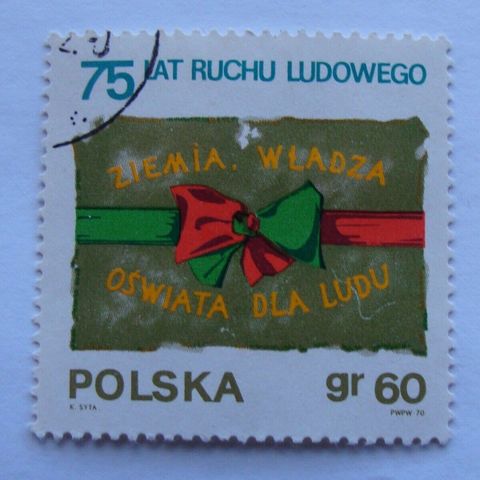 75 LAT RUCHU LUDOWEGO
ZIEMIA, WŁADZA
OŚWIATA DLA LUDU
POLSKA gr 60
K. SYTA PWPW 70